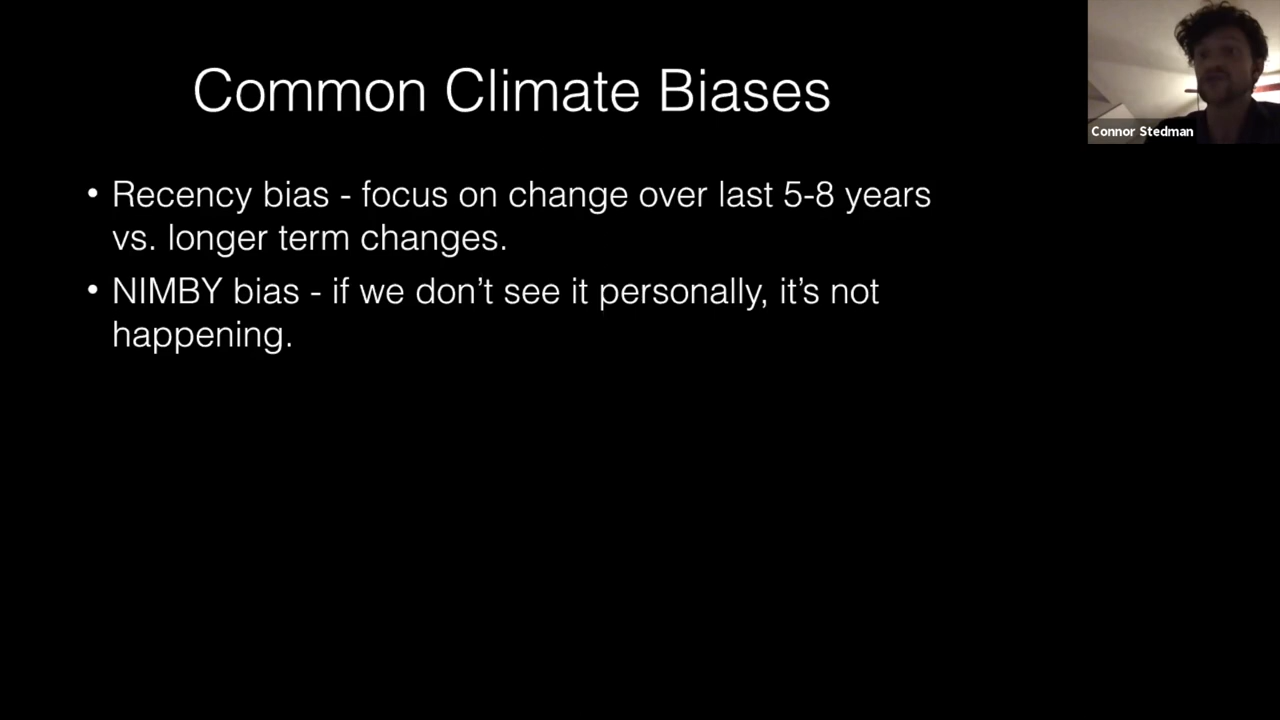 Common Climate Biases
• Recency bias - focus on change over last 5-8 years
vs. longer term changes.
• NIMBY bias - if we don’t see it personally, it’s not
happening.
Connor Stedman